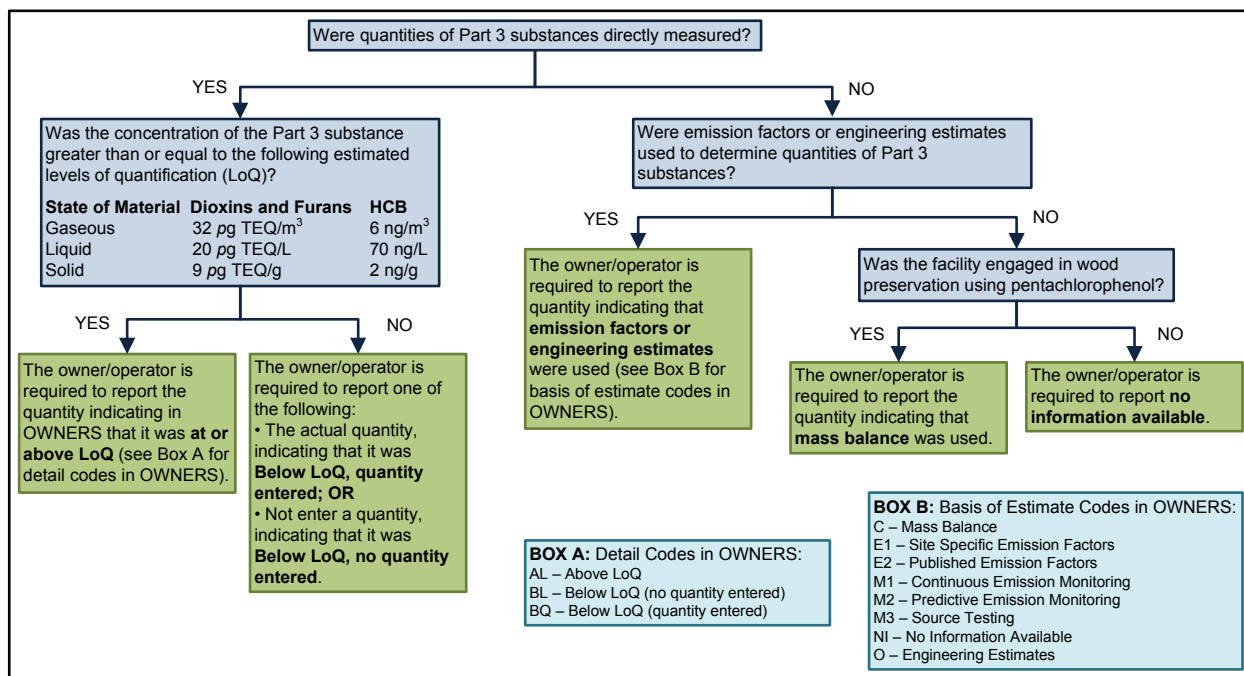 Were quantities of Part 3 substances directly measured?
YES
NO
Was the concentration of the Part 3 substance
greater than or equal to the following estimated
levels of quantification (LoQ)?
State of Material Dioxins and Furans HCB
Gaseous 32 pg TEQ/m³ 6 ng/m³
Liquid 20 pg TEQ/L 70 ng/L
Solid 9 pg TEQ/g 2 ng/g
Were emission factors or engineering estimates
used to determine quantities of Part 3
substances?
YES
NO
YES
NO
The owner/operator is
required to report the
quantity indicating in
OWNERS that it was at or
above LoQ (see Box A for
detail codes in OWNERS).
The owner/operator is
required to report one of
the following:
• The actual quantity,
indicating that it was
Below LoQ, quantity
entered; OR
• Not enter a quantity,
indicating that it was
Below LoQ, no quantity
entered.
The owner/operator is
required to report the
quantity indicating that
emission factors or
engineering estimates
were used (see Box B for
basis of estimate codes in
OWNERS).
Was the facility engaged in wood
preservation using pentachlorophenol?
YES
NO
The owner/operator is
required to report the
quantity indicating that
mass balance was used.
The owner/operator is
required to report no
information available.
BOX A: Detail Codes in OWNERS:
AL – Above LoQ
BL – Below LoQ (no quantity entered)
BQ – Below LoQ (quantity entered)
BOX B: Basis of Estimate Codes in OWNERS:
C – Mass Balance
E1 – Site Specific Emission Factors
E2 – Published Emission Factors
M1 – Continuous Emission Monitoring
M2 – Predictive Emission Monitoring
M3 – Source Testing
NI – No Information Available
O – Engineering Estimates